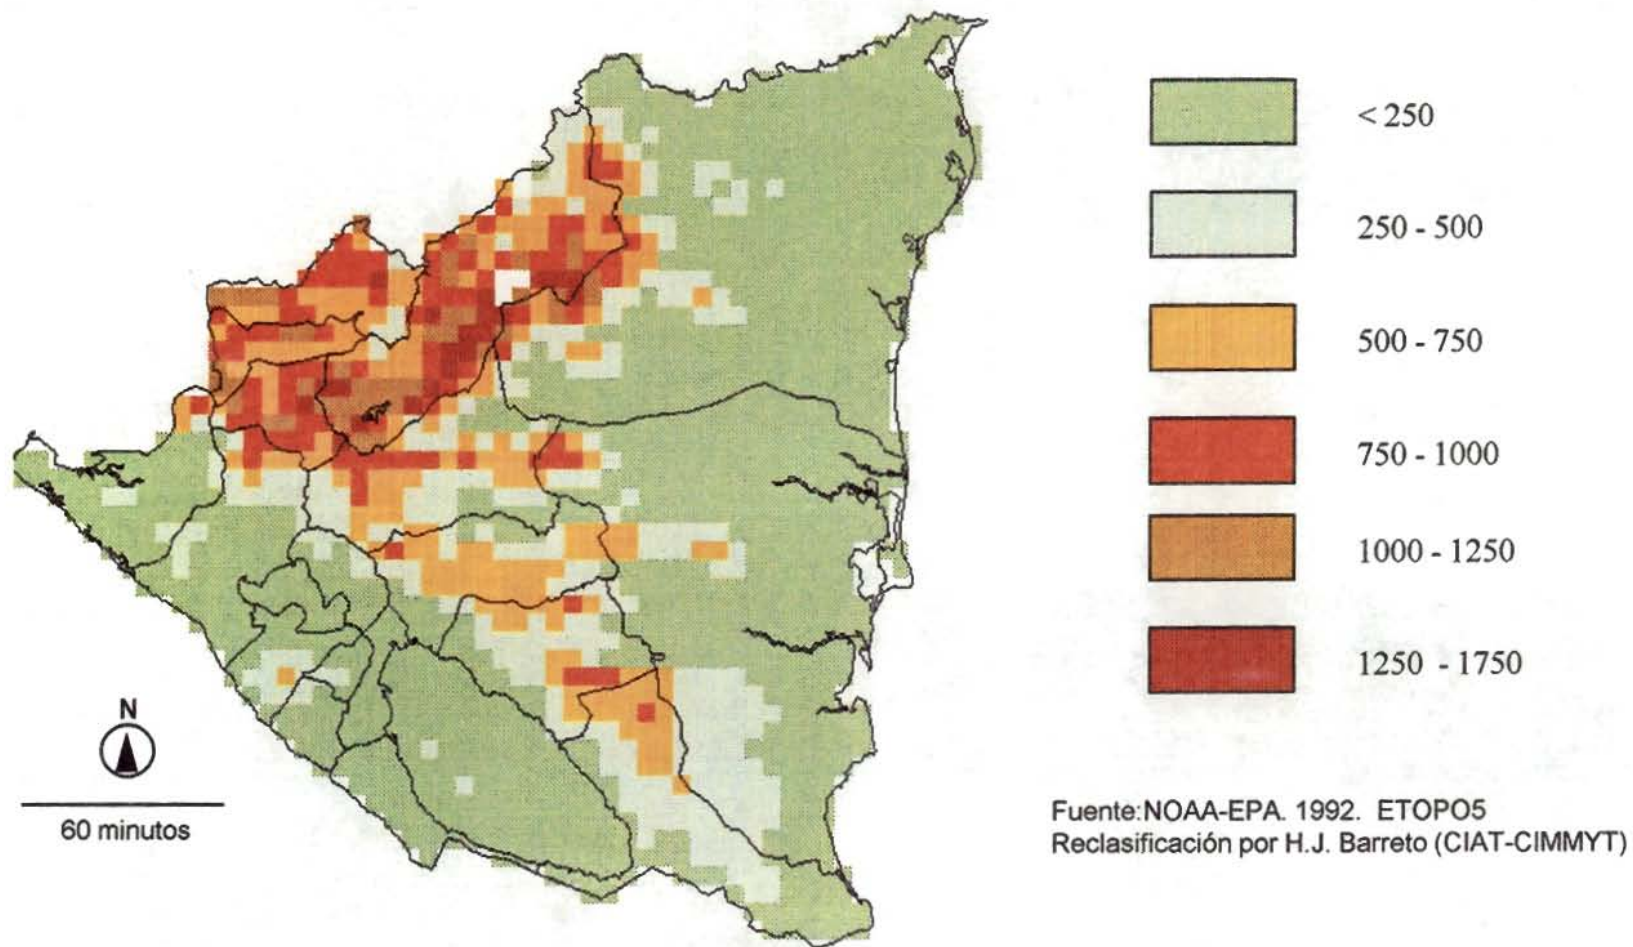 < 250
250 - 500
500 - 750
750 - 1000
1000 - 1250
1250 - 1750
N
60 minutos
Fuente:NOAA-EPA. 1992. ETOPO5
Reclasificación por H.J. Barreto (CIAT-CIMMYT)